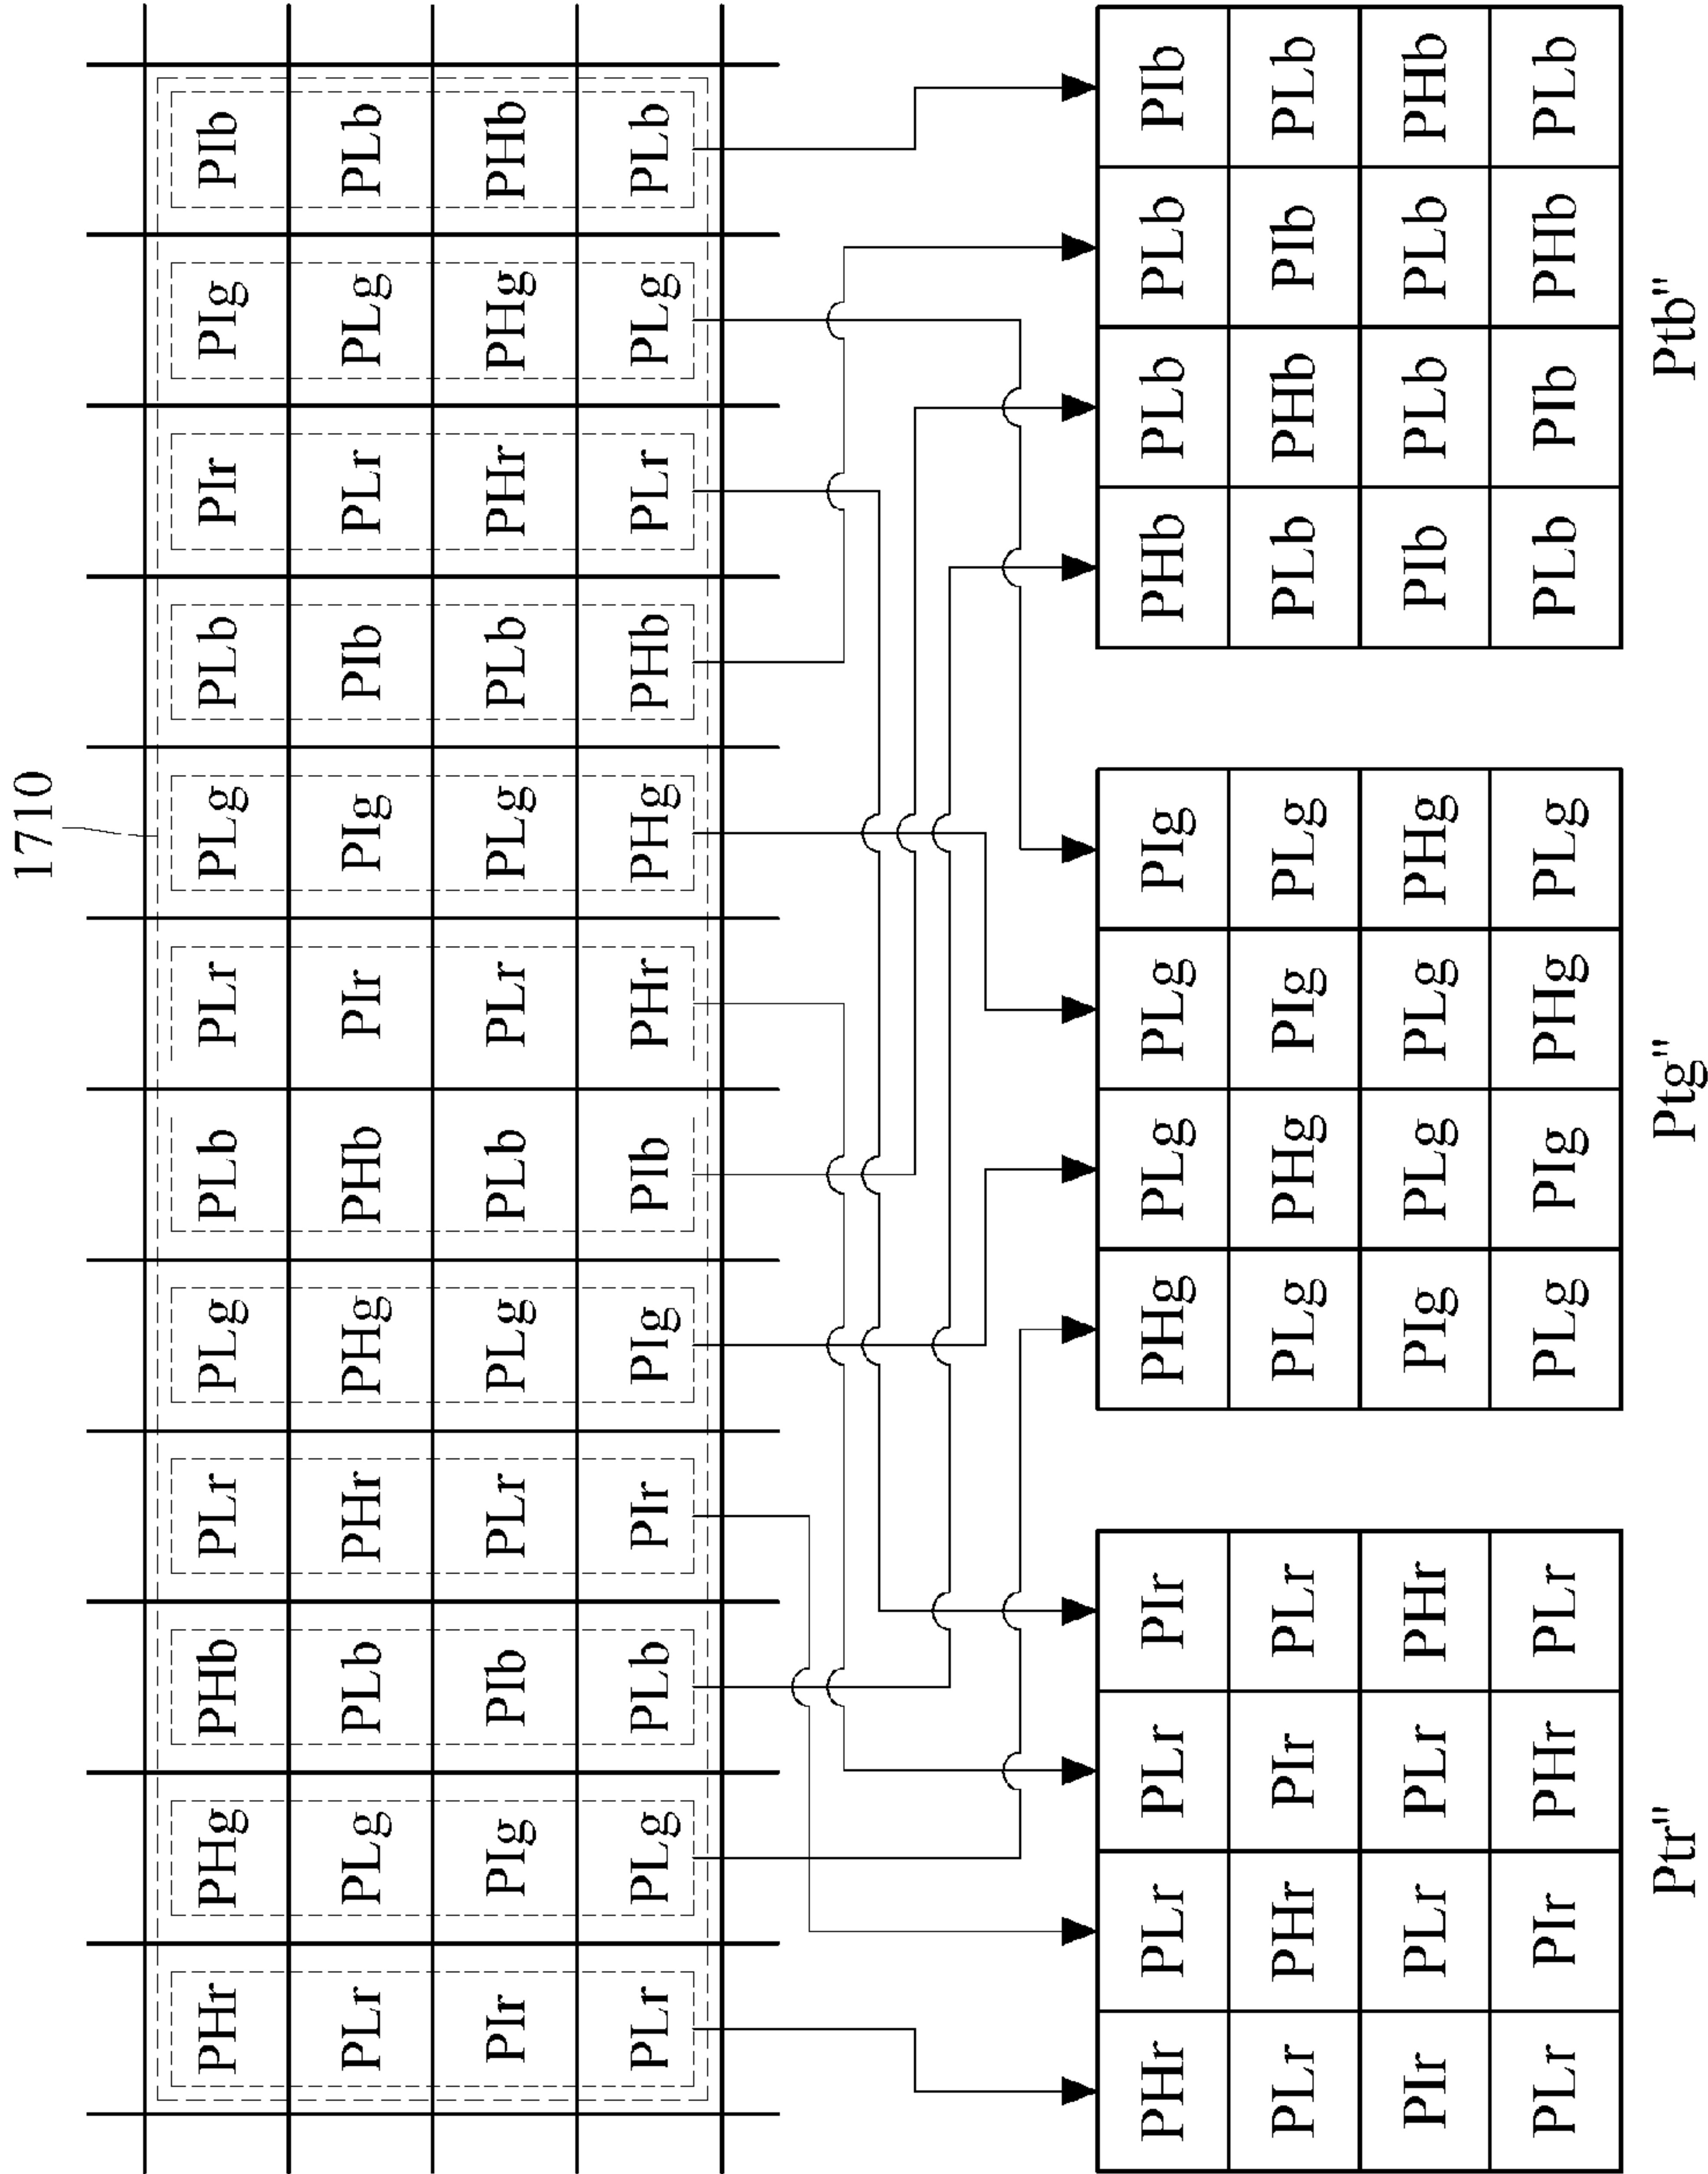 1710
PHr PHg PHb PLr PLg PLb PLr PLg PLb PIr PIg PIb
PLr PLg PLb PHr PHg PHb PIr PIg PIb PLr PLg PLb
PIr PIg PIb PLr PLg PLb PLr PLg PLb PHr PHg PHb
PLr PLg PLb PIr PIg PIb PHr PHg PHb PLr PLg PLb
PHr PLr PLr PIr PHg PLg PLg PIg PHb PLb PLb PIb
PLr PHr PIr PLr PLg PHg PIg PLg PLb PHb PIb PLb
PIr PLr PLr PHr PIg PLg PLg PHg PIb PLb PLb PHb
PLr PIr PHr PLr PLg PIg PHg PLg PLb PIb PHb PLb
Ptr" Ptg" Ptb"